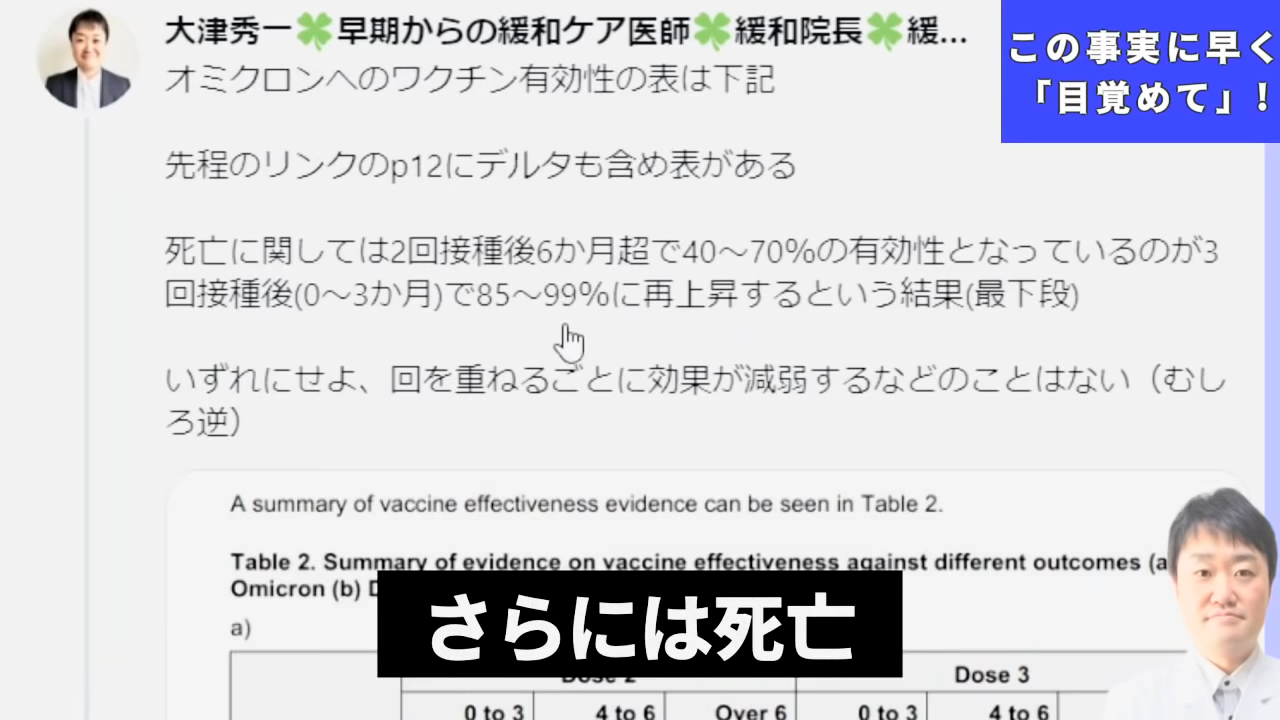 大津秀一🍀早期からの緩和ケア医師🍀緩和院長🍀緩...
オミクロンへのワクチン有効性の表は下記
先程のリンクのp12にデルタも含め表がある
死亡に関しては2回接種後6か月超で40～70%の有効性となっているのが3
回接種後(0～3か月)で85～99%に再上昇するという結果(最下段)
いずれにせよ、回を重ねるごとに効果が減弱するなどのことはない（むし
ろ逆）
この事実に早く
「目覚めて」!
A summary of vaccine effectiveness evidence can be seen in Table 2.
Table 2. Summary of evidence on vaccine effectiveness against different outcomes (a
Omicron (b)
a)
さらには死亡
Dose 2 Dose 3
0 to 3 4 to 6 Over 6 0 to 3 4 to 6